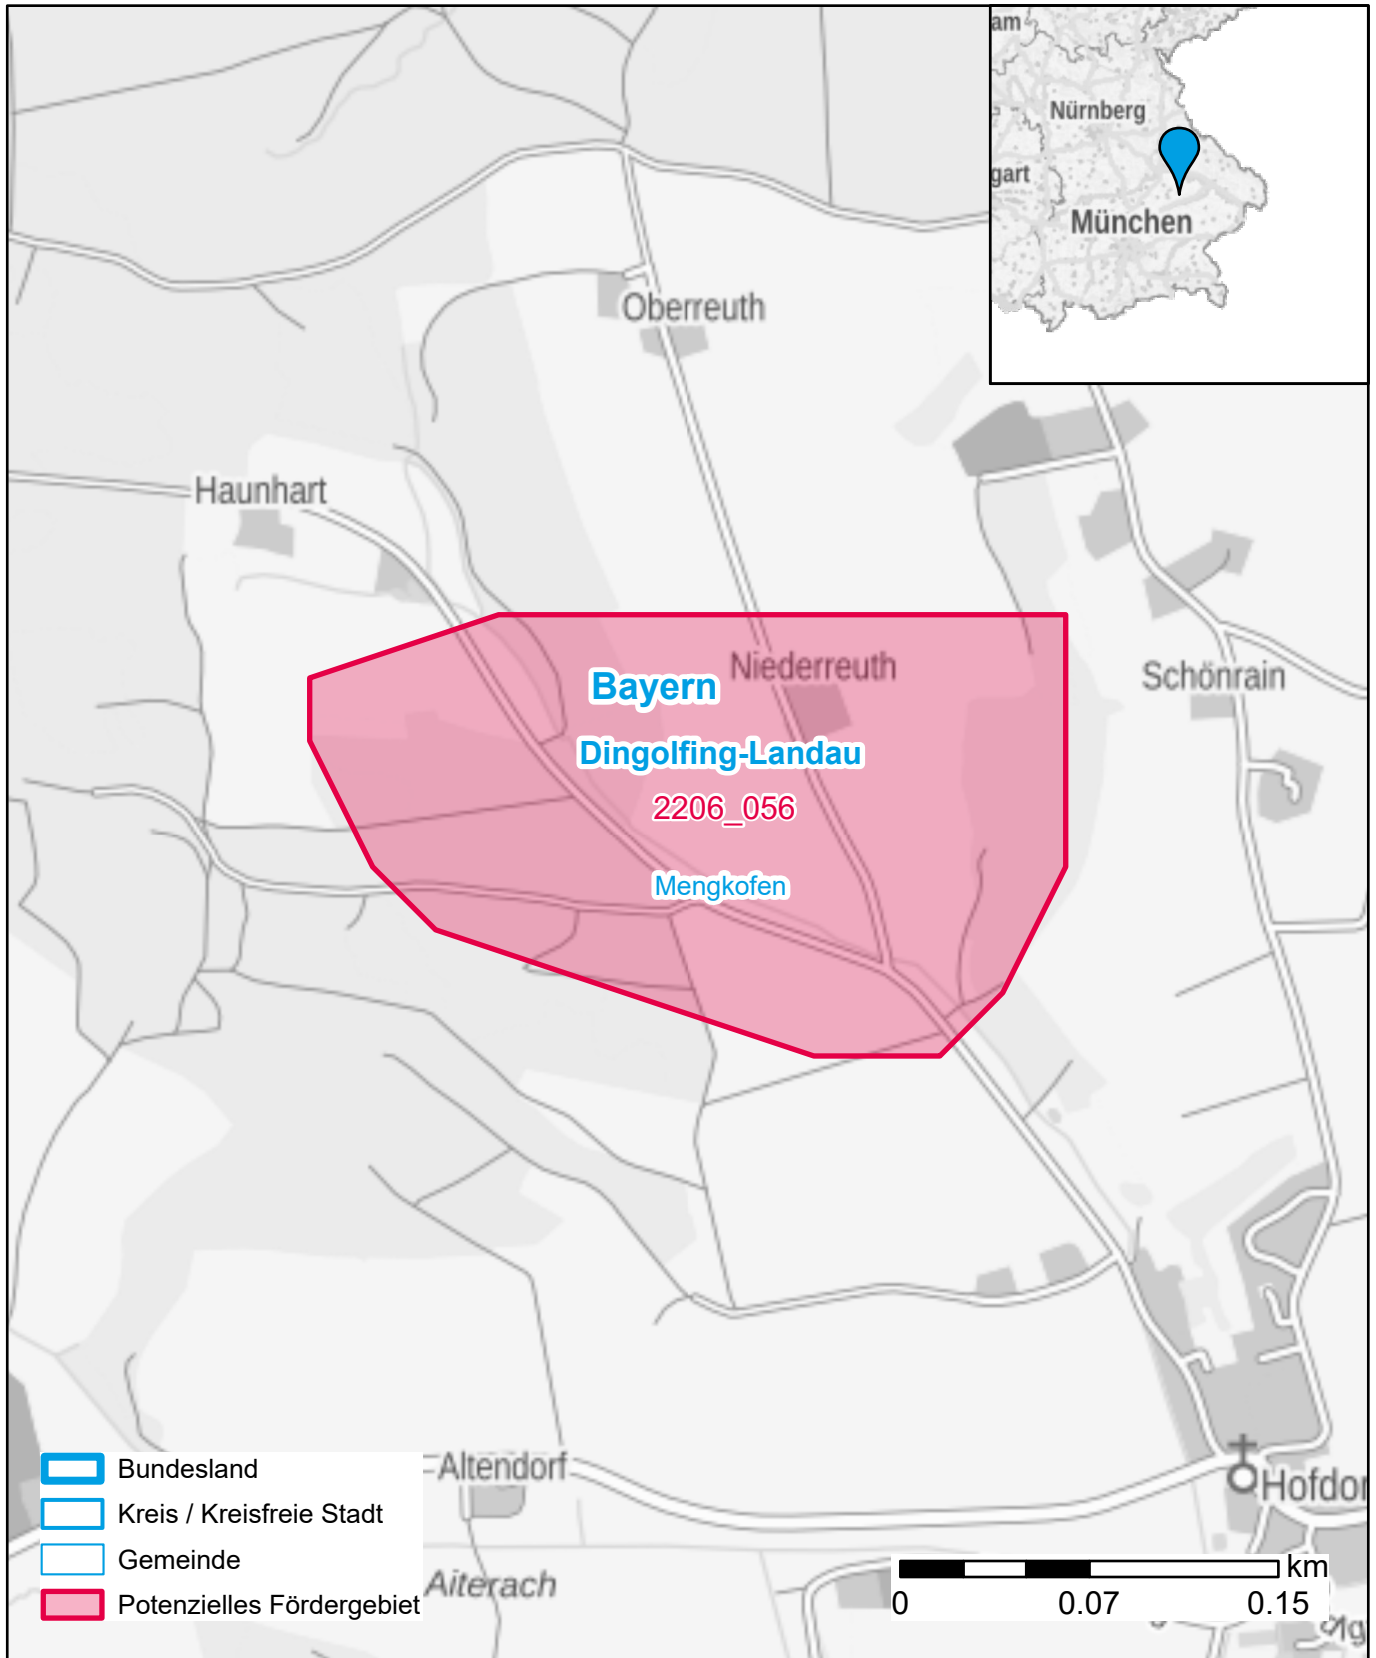 am
Nürnberg
gart
München
Oberreuth
Haunhart
Niederreuth
Schönrain
Bayern
Dingolfing-Landau
2206_056
Mengkofen
Altendorf
Hofdor
Aiterach
Bundesland
Kreis / Kreisfreie Stadt
Gemeinde
Potenzielles Fördergebiet
km
0 0.07 0.15